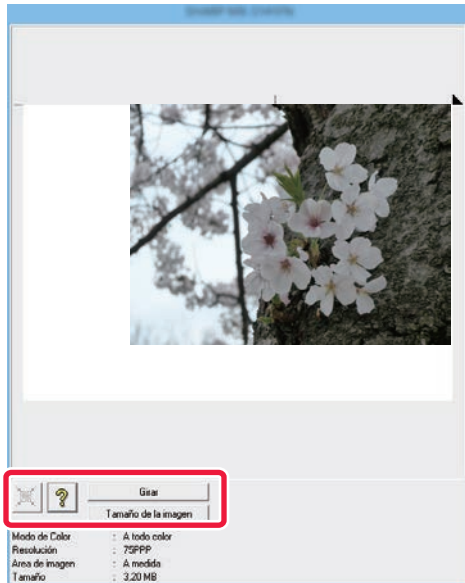 ?
Girar
Tamaño de la imagen
Modo de Color : A todo color
Resolución : 75PPP
Area de imagen : A medida
Tamaño : 3,20 MB